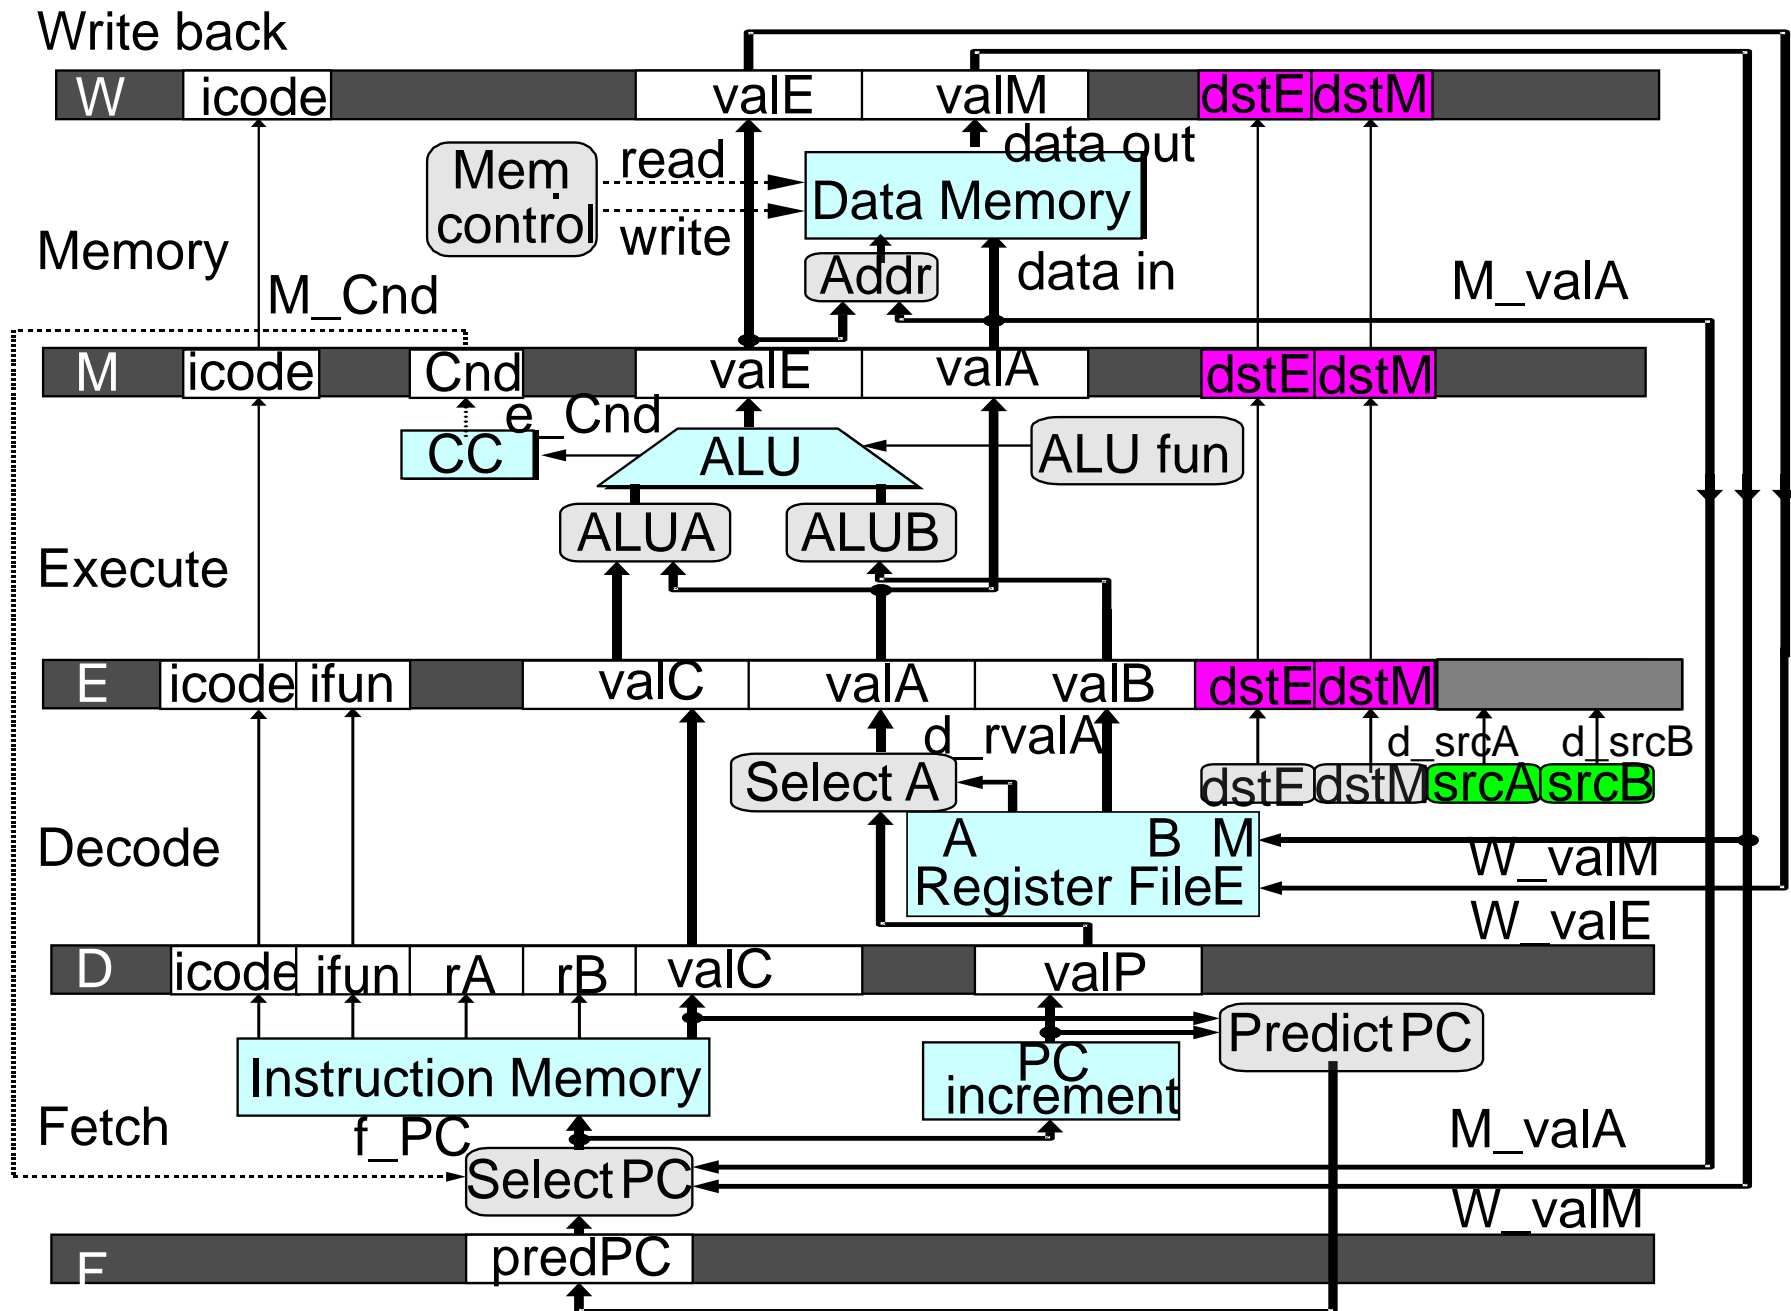 Write back
W icode valE valM dstE dstM
data out
Mem control
read
write
Data Memory
Memory
Addr
data in
M_Cnd
M_valA
M icode Cnd valE valA dstE dstM
e_Cnd
CC
ALU
ALU fun
ALUA ALUB
Execute
E icode ifun valC valA valB dstE dstM
d_rvalA
d_srcA d_srcB
Select A
dstE dstM srcA srcB
Decode
A B M
Register File E
W_valM
W_valE
D icode ifun rA rB valC valP
Predict PC
Instruction Memory
PC
increment
Fetch
f_PC
M_valA
Select PC
W_valM
F predPC